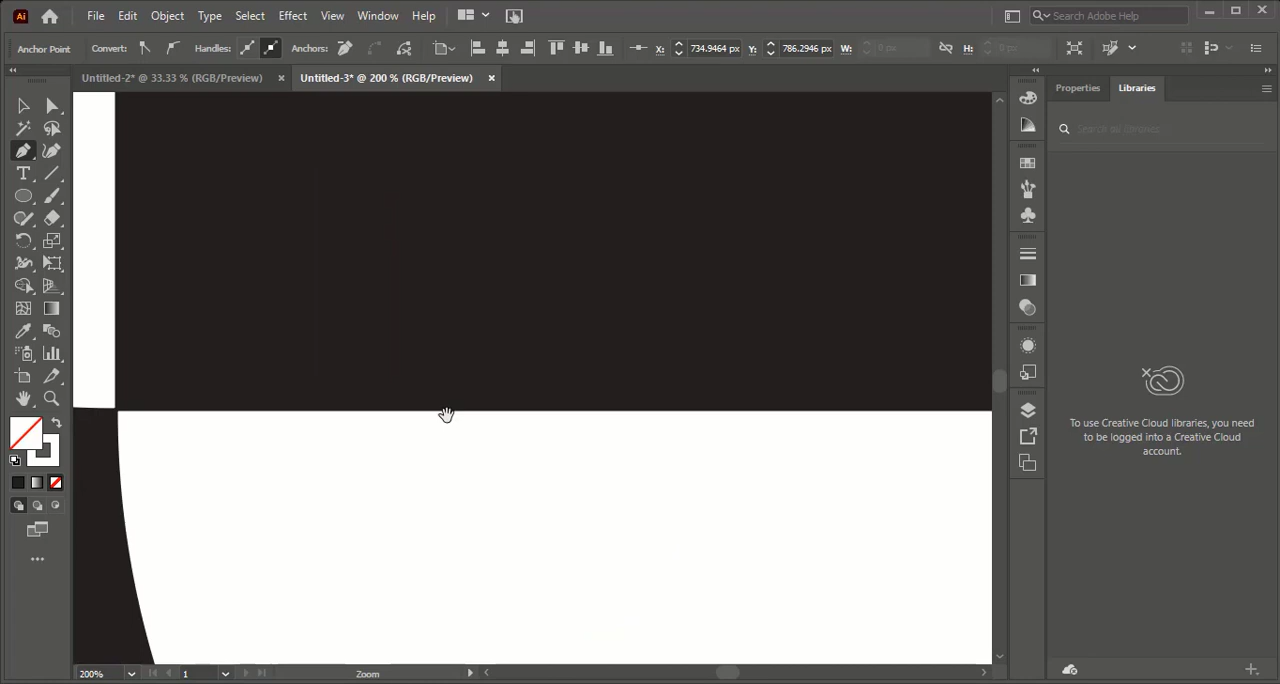 Ai File Edit Object Type Select Effect View Window Help Search Adobe Help
Anchor Point Convert: Handles: Anchors: X: 734.9464 px Y: 786.2946 px W: 0 px H: 0 px
Untitled-2* @ 33.33 % (RGB/Preview) Untitled-3* @ 200 % (RGB/Preview)
Properties Libraries
Search all libraries
To use Creative Cloud libraries, you need
to be logged into a Creative Cloud
account.
200% 1 Zoom